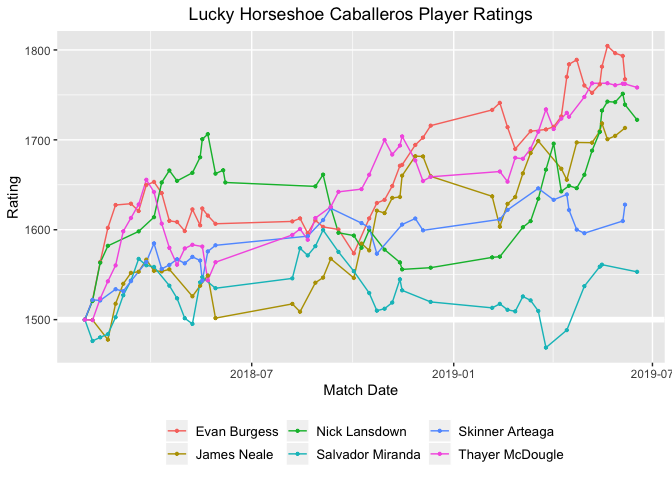 Lucky Horseshoe Caballeros Player Ratings
1800
1700
1600
1500
Rating
2018-07
2019-01
2019-07
Match Date
Evan Burgess
Nick Lansdown
Skinner Arteaga
James Neale
Salvador Miranda
Thayer McDougle